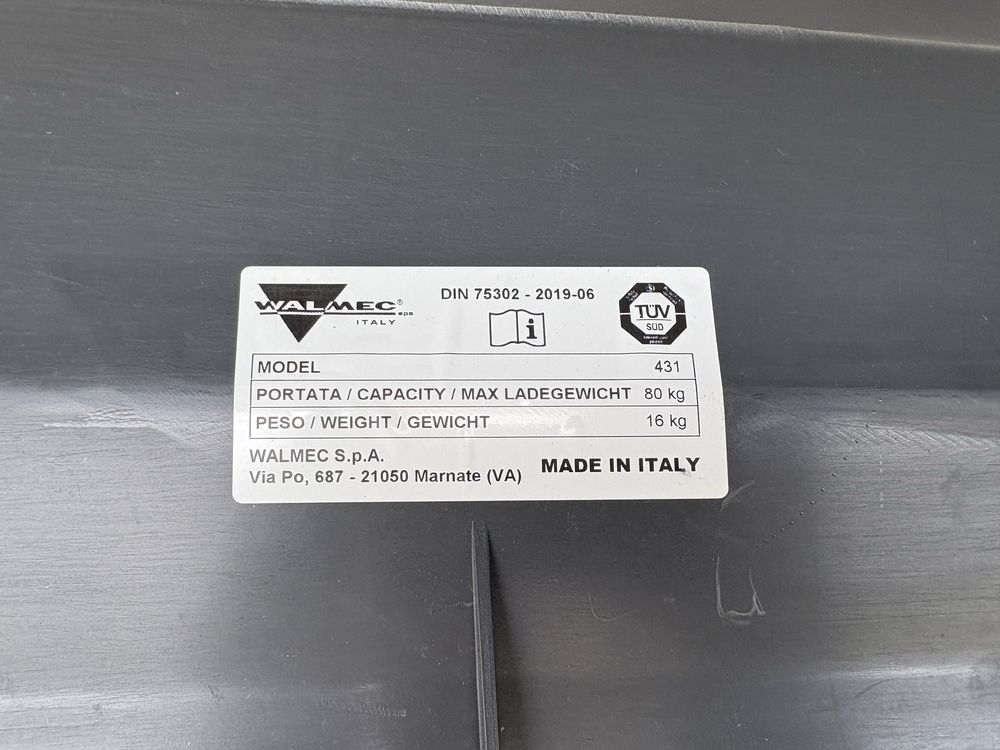 WALMEC® spa
ITALY
DIN 75302 - 2019-06
i
TÜV
SÜD
MODEL 431
PORTATA / CAPACITY / MAX LADEGEWICHT 80 kg
PESO / WEIGHT / GEWICHT 16 kg
WALMEC S.p.A.
Via Po, 687 - 21050 Marnate (VA)
MADE IN ITALY